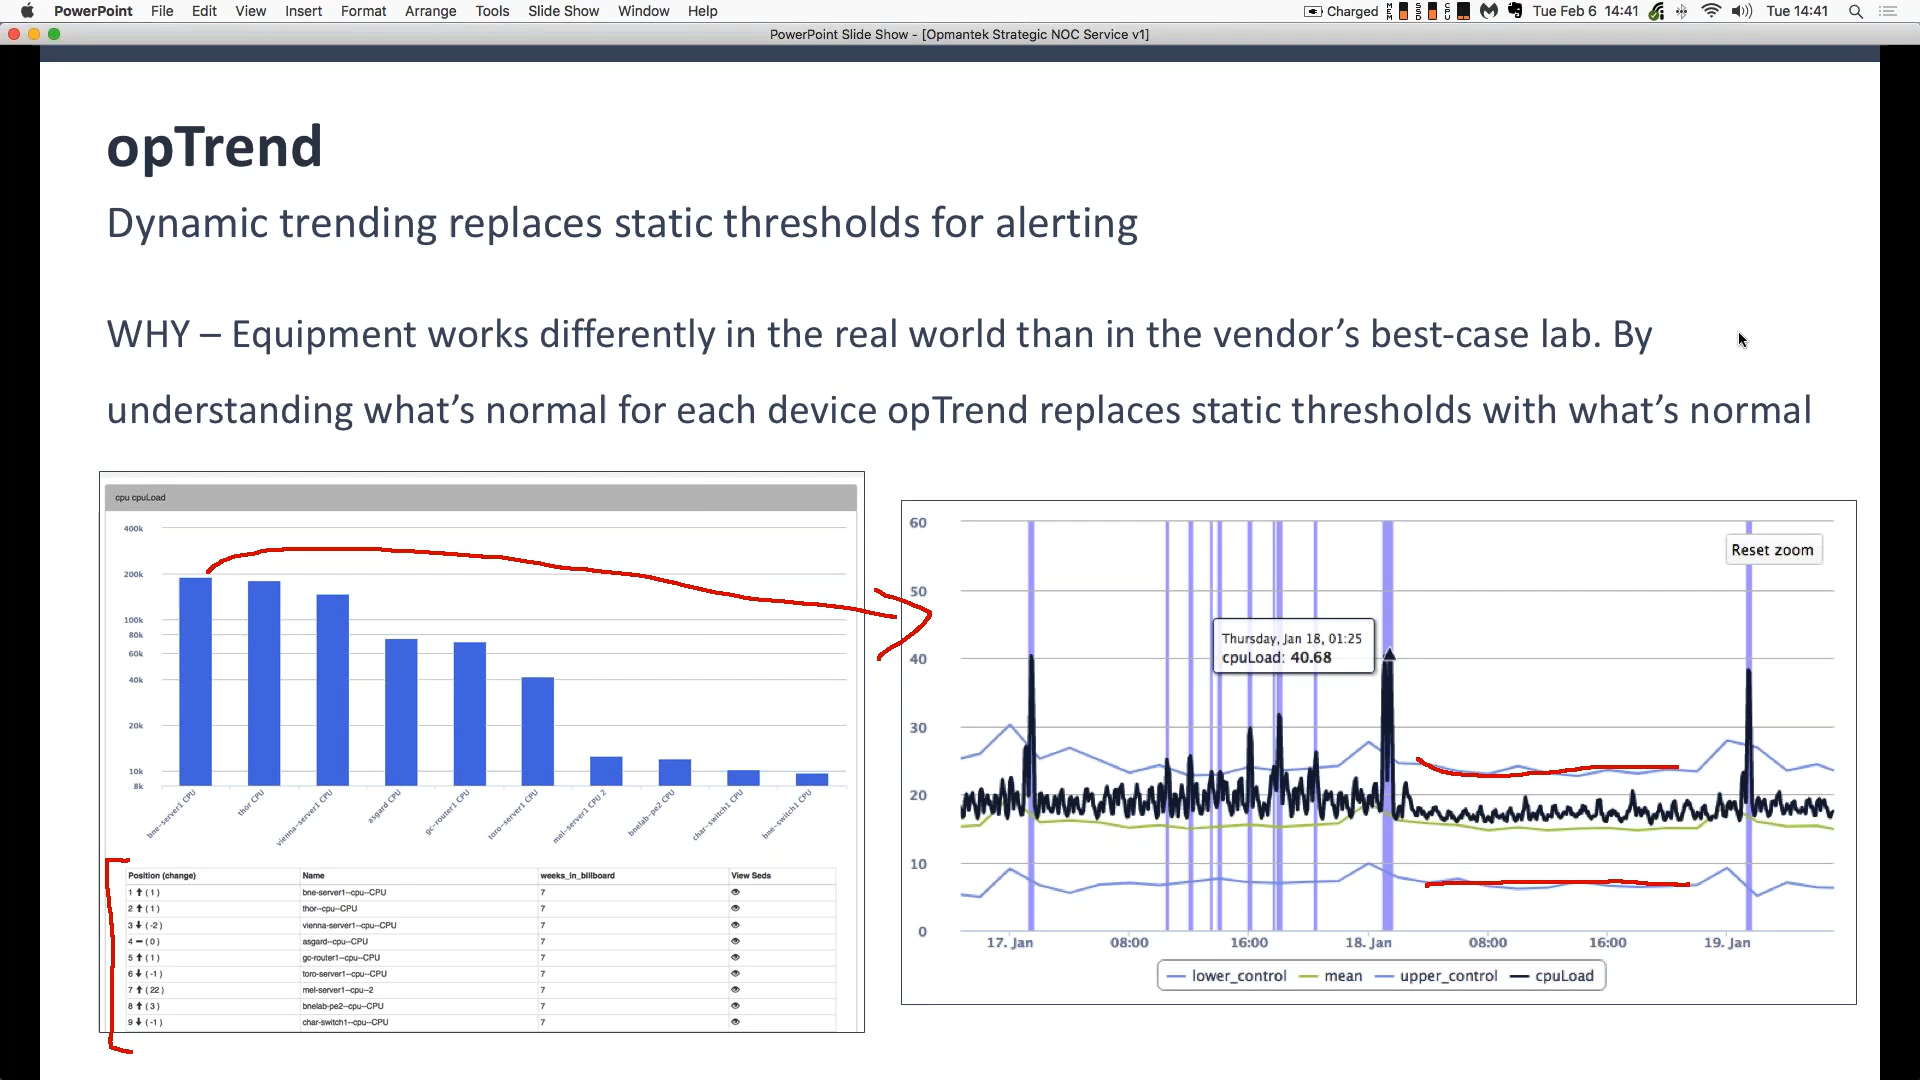 PowerPoint File Edit View Insert Format Arrange Tools Slide Show Window Help Charged MEM SSD CPU Tue Feb 6 14:41 Tue 14:41
PowerPoint Slide Show - [Opmantek Strategic NOC Service v1]
opTrend
Dynamic trending replaces static thresholds for alerting
WHY – Equipment works differently in the real world than in the vendor’s best-case lab. By
understanding what’s normal for each device opTrend replaces static thresholds with what’s normal
cpu cpuLoad
400k
200k
100k
80k
60k
40k
20k
10k
8k
bne-server1 CPU
thor CPU
vienna-server1 CPU
asgard CPU
gc-router1 CPU
toro-server1 CPU
mel-server1 CPU 2
bnelab-pe2 CPU
char-switch1 CPU
bne-switch1 CPU
Position (change) Name weeks_in_billboard View Seds
1 ⬆ ( 1 ) bne-server1--cpu--CPU 7
2 ⬆ ( 1 ) thor--cpu--CPU 7
3 ⬇ ( -2 ) vienna-server1--cpu--CPU 7
4 – ( 0 ) asgard--cpu--CPU 7
5 ⬆ ( 1 ) gc-router1--cpu--CPU 7
6 ⬇ ( -1 ) toro-server1--cpu--CPU 7
7 ⬆ ( 22 ) mel-server1--cpu--2 7
8 ⬆ ( 3 ) bnelab-pe2--cpu--CPU 7
9 ⬇ ( -1 ) char-switch1--cpu--CPU 7
60
50
40
30
20
10
0
Reset zoom
Thursday, Jan 18, 01:25
cpuLoad: 40.68
17. Jan 08:00 16:00 18. Jan 08:00 16:00 19. Jan
lower_control mean upper_control cpuLoad